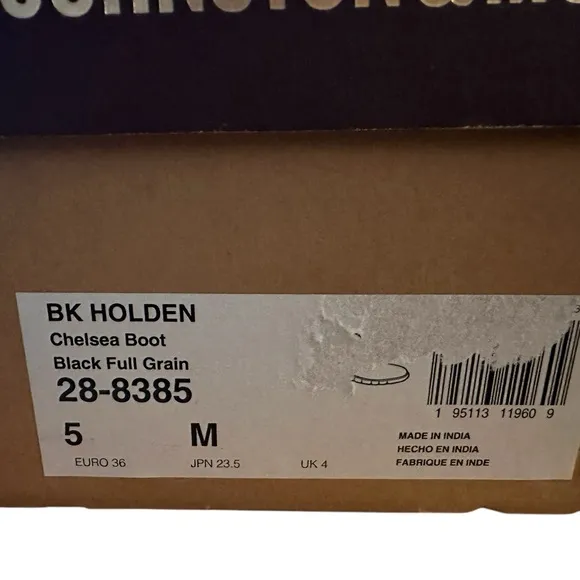 BK HOLDEN
Chelsea Boot
Black Full Grain
28-8385
5 M
EURO 36 JPN 23.5 UK 4
1 95113 11960 9
MADE IN INDIA
HECHO EN INDIA
FABRIQUE EN INDE